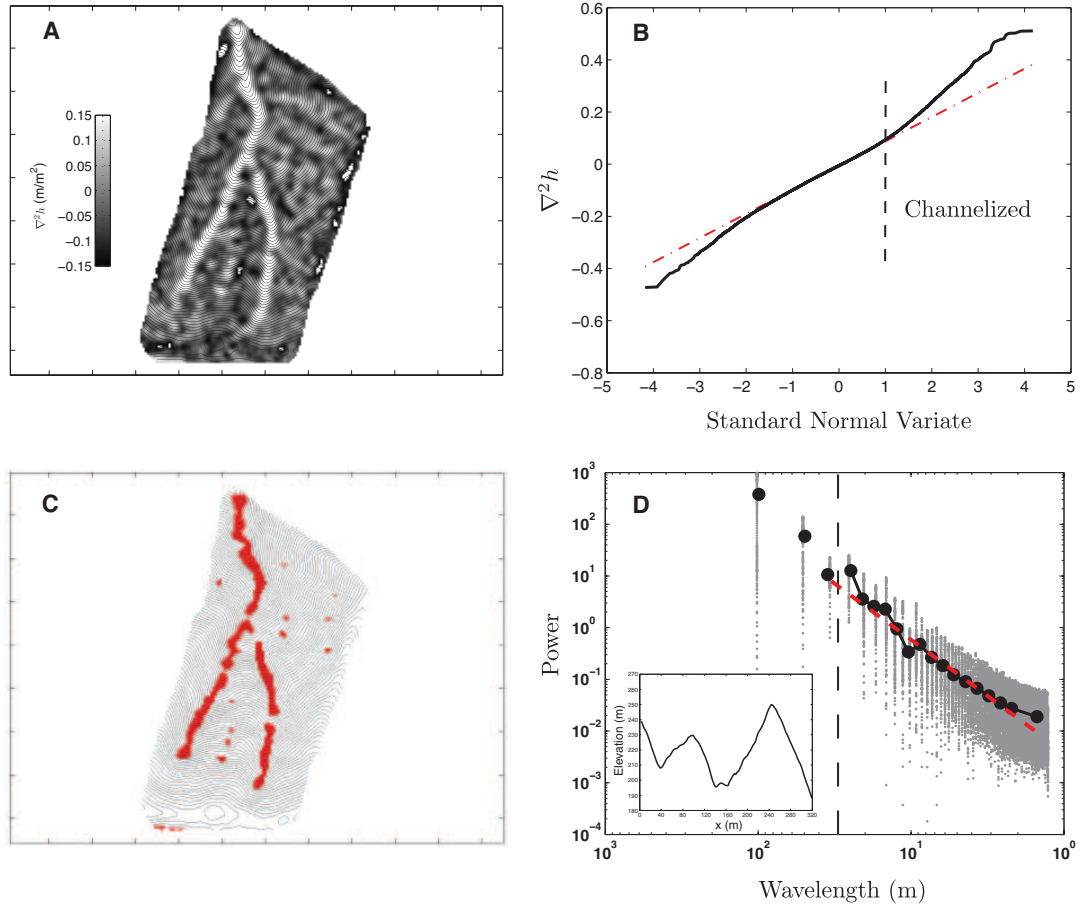 A
0.15
0.1
0.05
0
−0.05
−0.1
−0.15
∇²h (m/m²)
B
0.6
0.4
0.2
0
−0.2
−0.4
−0.6
−0.8
∇²h
Channelized
−5 −4 −3 −2 −1 0 1 2 3 4 5
Standard Normal Variate
C
D
10³
10²
10¹
10⁰
10⁻¹
10⁻²
10⁻³
10⁻⁴
Power
270
260
250
240
230
220
210
200
190
180
Elevation (m)
0 40 80 120 160 200 240 280 320
x (m)
10³ 10² 10¹ 10⁰
Wavelength (m)